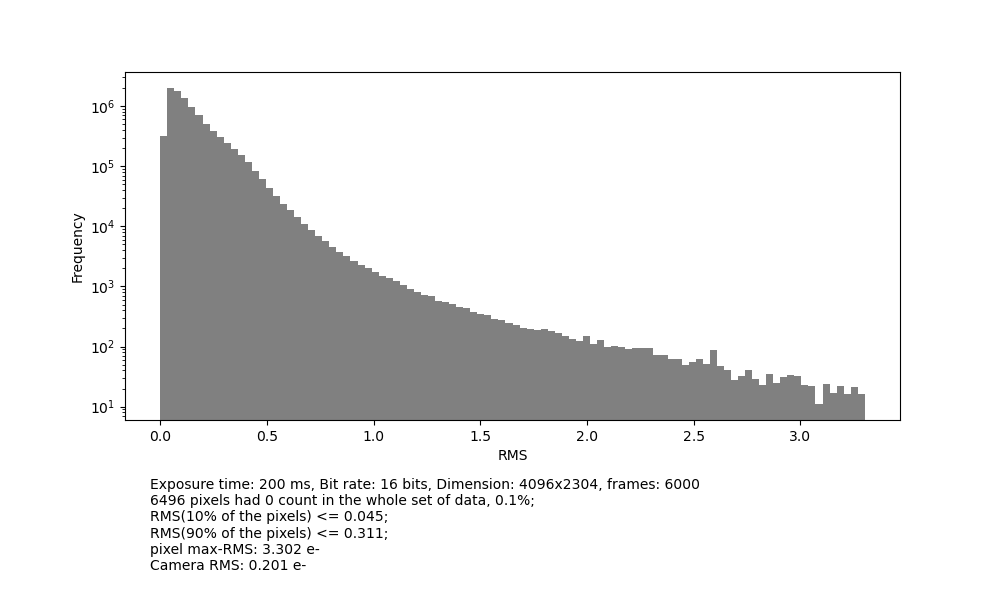 Frequency
10⁶
10⁵
10⁴
10³
10²
10¹
0.0 0.5 1.0 1.5 2.0 2.5 3.0
RMS
Exposure time: 200 ms, Bit rate: 16 bits, Dimension: 4096x2304, frames: 6000
6496 pixels had 0 count in the whole set of data, 0.1%;
RMS(10% of the pixels) <= 0.045;
RMS(90% of the pixels) <= 0.311;
pixel max-RMS: 3.302 e-
Camera RMS: 0.201 e-